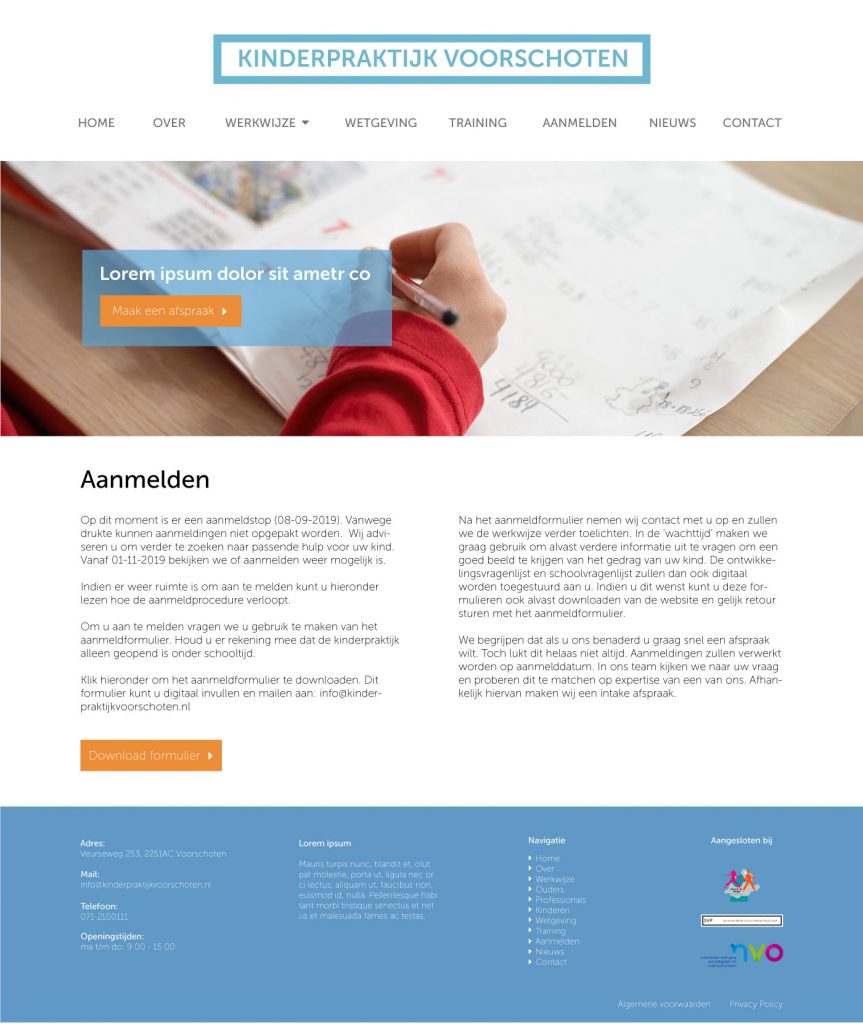 KINDERPRAKTIJK VOORSCHOTEN
HOME OVER WERKWIJZE WETGEVING TRAINING AANMELDEN NIEUWS CONTACT
Lorem ipsum dolor sit ametr co
Maak een afspraak
4184
Aanmelden
Op dit moment is er een aanmeldstop (08-09-2019). Vanwege
drukte kunnen aanmeldingen niet opgepakt worden. Wij advi-
seren u om verder te zoeken naar passende hulp voor uw kind.
Vanaf 01-11-2019 bekijken we of aanmelden weer mogelijk is.
Indien er weer ruimte is om aan te melden kunt u hieronder
lezen hoe de aanmeldprocedure verloopt.
Om u aan te melden vragen we u gebruik te maken van het
aanmeldformulier. Houd u er rekening mee dat de kinderpraktijk
alleen geopend is onder schooltijd.
Klik hieronder om het aanmeldformulier te downloaden. Dit
formulier kunt u digitaal invullen en mailen aan: info@kinder-
praktijkvoorschoten.nl
Download formulier
Na het aanmeldformulier nemen wij contact met u op en zullen
we de werkwijze verder toelichten. In de 'wachttijd' maken we
graag gebruik om alvast verdere informatie uit te vragen om een
goed beeld te krijgen van het gedrag van uw kind. De ontwikke-
lingsvragenlijst en schoolvragenlijst zullen dan ook digitaal
worden toegestuurd aan u. Indien u dit wenst kunt u deze for-
mulieren ook alvast downloaden van de website en gelijk retour
sturen met het aanmeldformulier.
We begrijpen dat als u ons benaderd u graag snel een afspraak
wilt. Toch lukt dit helaas niet altijd. Aanmeldingen zullen verwerkt
worden op aanmelddatum. In ons team kijken we naar uw vraag
en proberen dit te matchen op expertise van een van ons. Afhan-
kelijk hiervan maken wij een intake afspraak.
Adres:
Veurseweg 253, 2251AC Voorschoten
Mail:
info@kinderpraktijkvoorschoten.nl
Telefoon:
071-2100111
Openingstijden:
ma t/m do: 9:00 - 15:00
Lorem ipsum
Mauris turpis nunc, blandit et, olut
pat molestie, porta ut, ligula nec or
ci lectus, aliquam ut, faucibus non,
euismod id, nulla. Pellentesque habi
tant morbi tristique senectus et net
us et malesuada fames ac testas.
Navigatie
Home
Over
Werkwijze
Ouders
Professionals
Kinderen
Wetgeving
Training
Aanmelden
Nieuws
Contact
Aangesloten bij
nvo
Algemene voorwaarden Privacy Policy